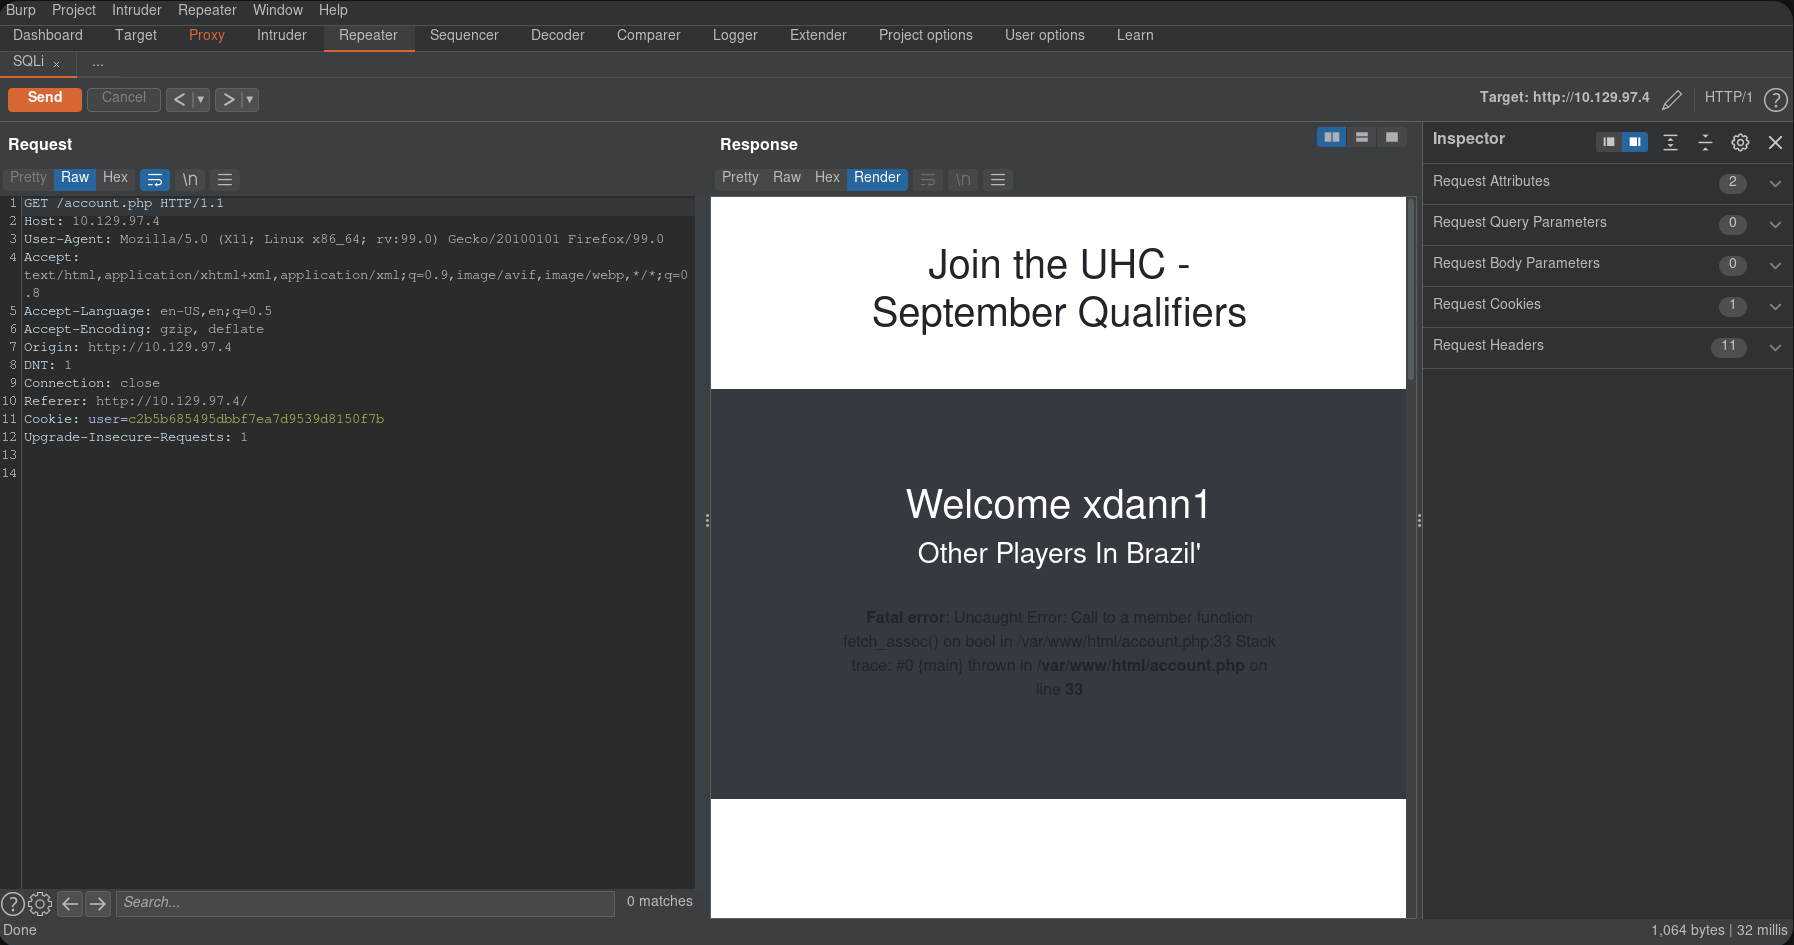 Burp Project Intruder Repeater Window Help
Dashboard Target Proxy Intruder Repeater Sequencer Decoder Comparer Logger Extender Project options User options Learn
SQLi × ...
Send Cancel < > Target: http://10.129.97.4 HTTP/1 ?
Request
Pretty Raw Hex \n
1 GET /account.php HTTP/1.1
2 Host: 10.129.97.4
3 User-Agent: Mozilla/5.0 (X11; Linux x86_64; rv:99.0) Gecko/20100101 Firefox/99.0
4 Accept:
text/html,application/xhtml+xml,application/xml;q=0.9,image/avif,image/webp,*/*;q=0
.8
5 Accept-Language: en-US,en;q=0.5
6 Accept-Encoding: gzip, deflate
7 Origin: http://10.129.97.4
8 DNT: 1
9 Connection: close
10 Referer: http://10.129.97.4/
11 Cookie: user=c2b5b685495dbbf7ea7d9539d8150f7b
12 Upgrade-Insecure-Requests: 1
13
14
? Search... 0 matches
Response
Pretty Raw Hex Render \n
Join the UHC -
September Qualifiers
Welcome xdann1
Other Players In Brazil'
Fatal error: Uncaught Error: Call to a member function
fetch_assoc() on bool in /var/www/html/account.php:33 Stack
trace: #0 {main} thrown in /var/www/html/account.php on
line 33
Inspector
Request Attributes 2
Request Query Parameters 0
Request Body Parameters 0
Request Cookies 1
Request Headers 11
Done 1,064 bytes | 32 millis